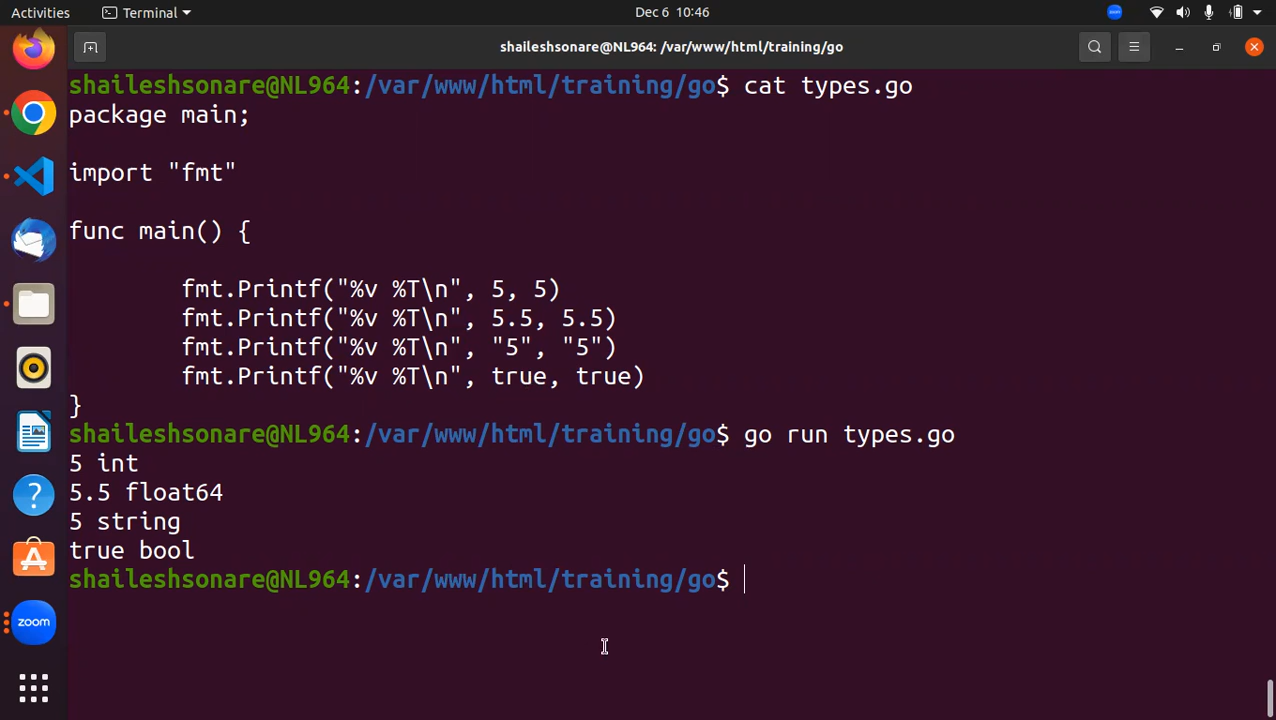 Activities Terminal Dec 6 10:46
shaileshsonare@NL964: /var/www/html/training/go
shaileshsonare@NL964:/var/www/html/training/go$ cat types.go
package main;

import "fmt"

func main() {

        fmt.Printf("%v %T\n", 5, 5)
        fmt.Printf("%v %T\n", 5.5, 5.5)
        fmt.Printf("%v %T\n", "5", "5")
        fmt.Printf("%v %T\n", true, true)
}
shaileshsonare@NL964:/var/www/html/training/go$ go run types.go
5 int
5.5 float64
5 string
true bool
shaileshsonare@NL964:/var/www/html/training/go$
zoom